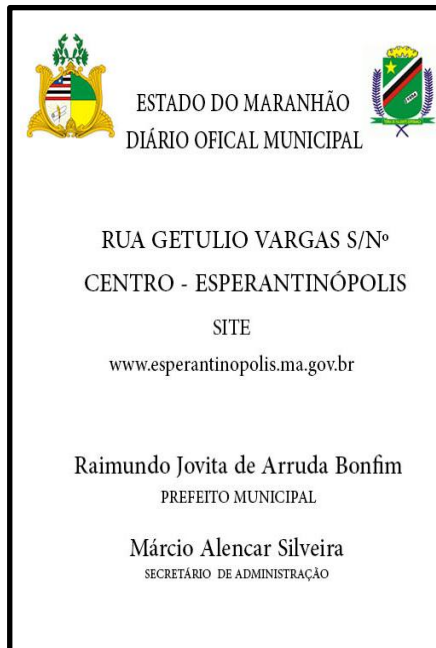 ESTADO DO MARANHÃO
DIÁRIO OFICAL MUNICIPAL
RUA GETULIO VARGAS S/Nº
CENTRO - ESPERANTINÓPOLIS
SITE
www.esperantinopolis.ma.gov.br
Raimundo Jovita de Arruda Bonfim
PREFEITO MUNICIPAL
Márcio Alencar Silveira
SECRETÁRIO DE ADMINISTRAÇÃO